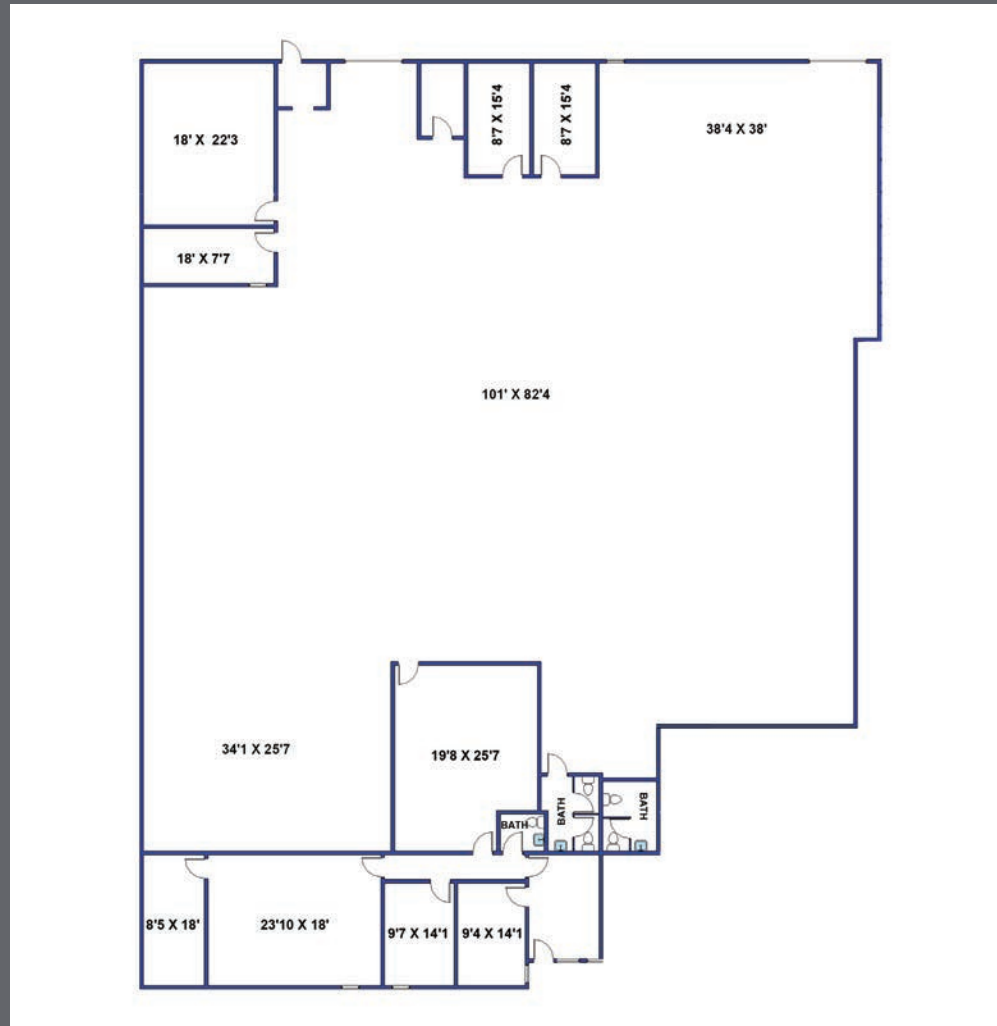 18' X 22'3
8'7 X 15'4
8'7 X 15'4
38'4 X 38'
18' X 7'7
101' X 82'4
34'1 X 25'7
19'8 X 25'7
BATH
BATH
BATH
8'5 X 18'
23'10 X 18'
9'7 X 14'1
9'4 X 14'1